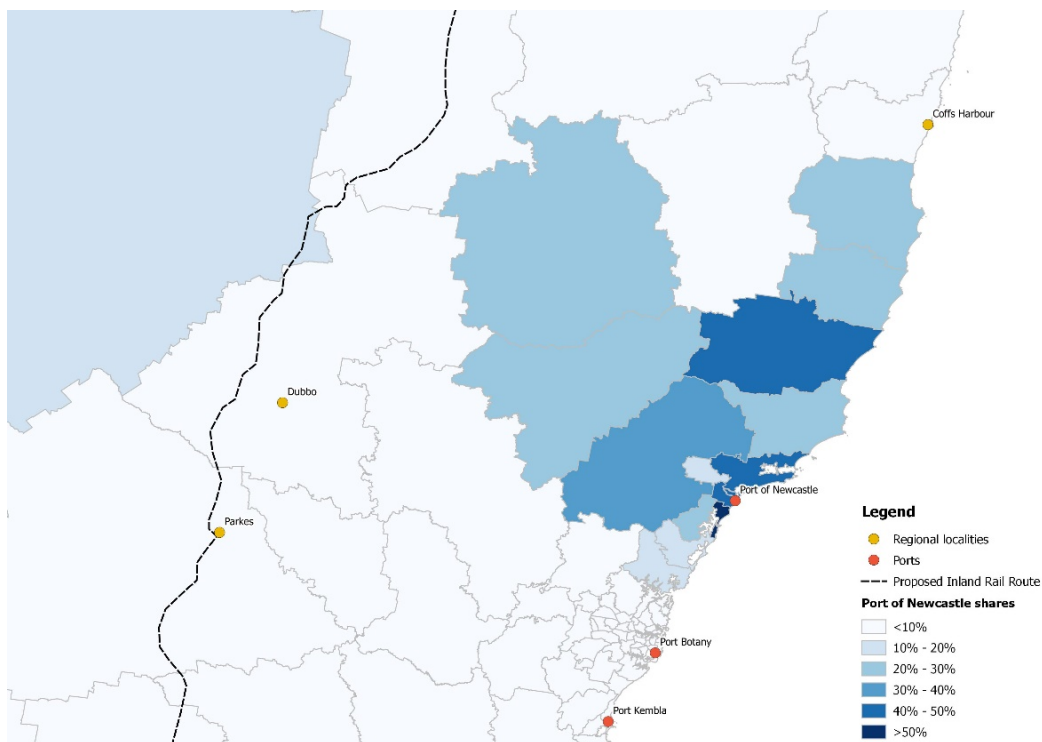 Coffs Harbour
Dubbo
Port of Newcastle
Parkes
Port Botany
Port Kembla
Legend
Regional localities
Ports
Proposed Inland Rail Route
Port of Newcastle shares
<10%
10% - 20%
20% - 30%
30% - 40%
40% - 50%
>50%